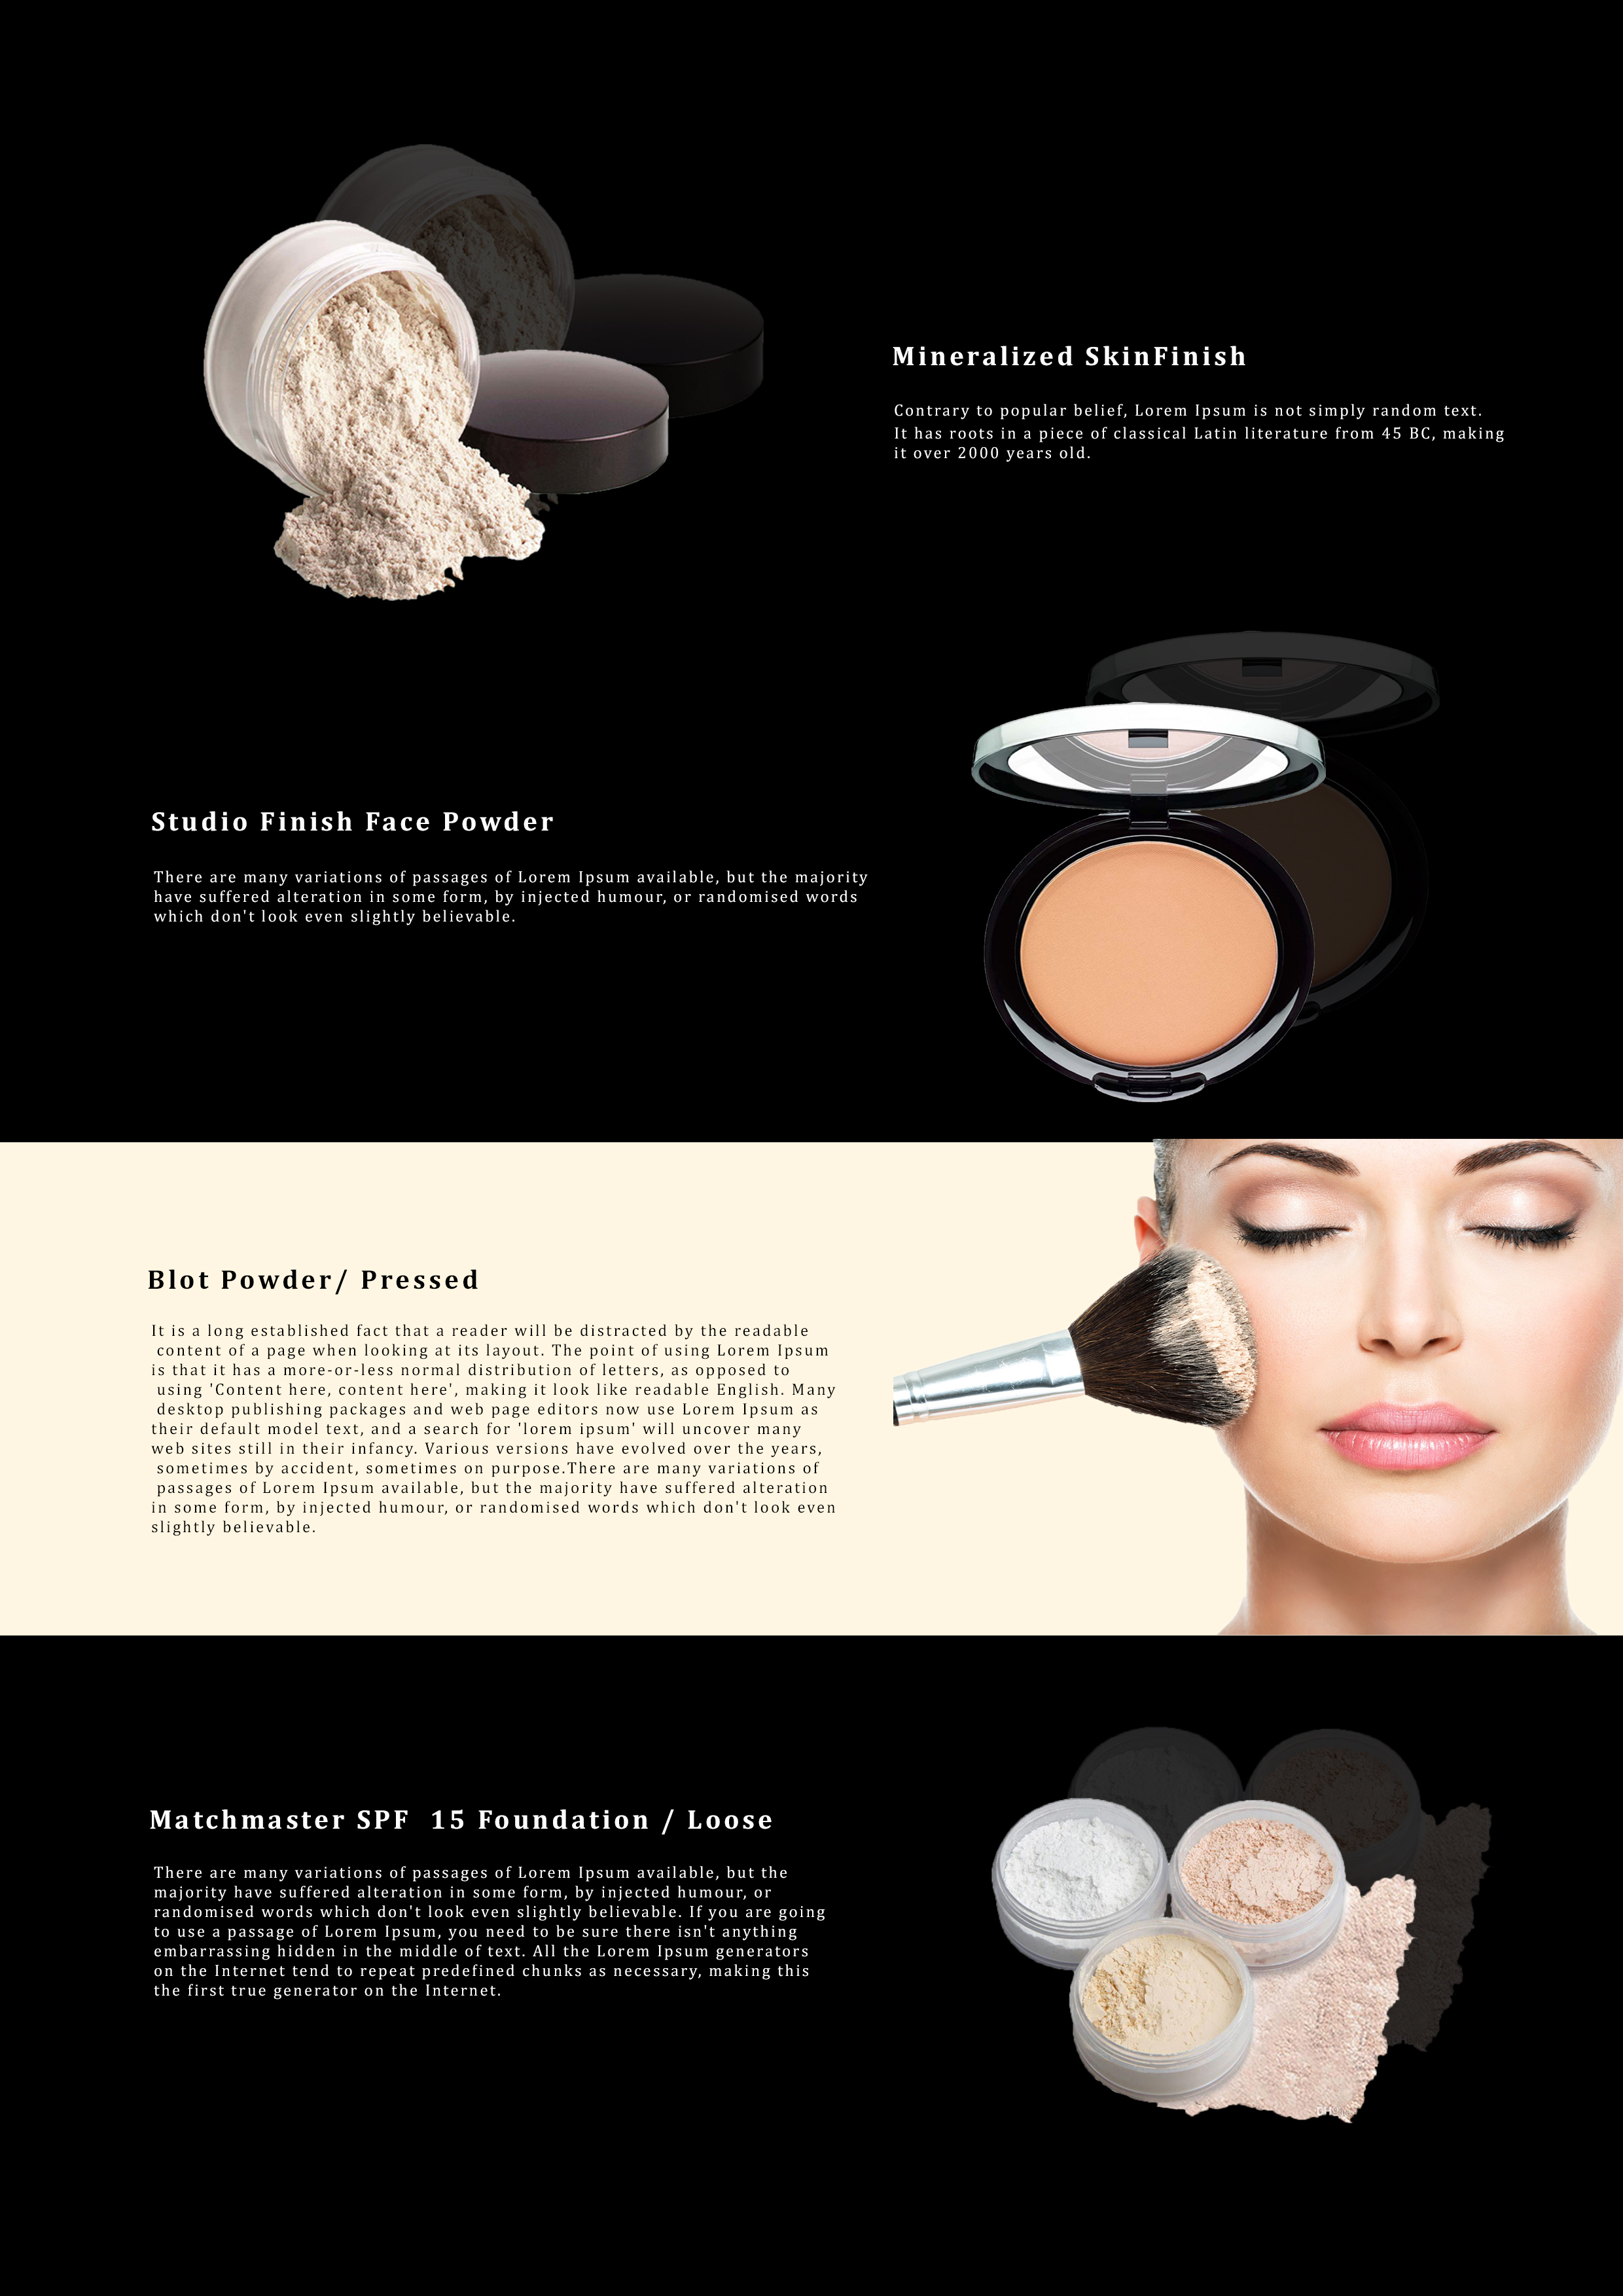 Mineralized SkinFinish
Contrary to popular belief, Lorem Ipsum is not simply random text.
It has roots in a piece of classical Latin literature from 45 BC, making
it over 2000 years old.
Studio Finish Face Powder
There are many variations of passages of Lorem Ipsum available, but the majority
have suffered alteration in some form, by injected humour, or randomised words
which don't look even slightly believable.
Blot Powder/ Pressed
It is a long established fact that a reader will be distracted by the readable
content of a page when looking at its layout. The point of using Lorem Ipsum
is that it has a more-or-less normal distribution of letters, as opposed to
using 'Content here, content here', making it look like readable English. Many
desktop publishing packages and web page editors now use Lorem Ipsum as
their default model text, and a search for 'lorem ipsum' will uncover many
web sites still in their infancy. Various versions have evolved over the years,
sometimes by accident, sometimes on purpose.There are many variations of
passages of Lorem Ipsum available, but the majority have suffered alteration
in some form, by injected humour, or randomised words which don't look even
slightly believable.
Matchmaster SPF  15 Foundation / Loose
There are many variations of passages of Lorem Ipsum available, but the
majority have suffered alteration in some form, by injected humour, or
randomised words which don't look even slightly believable. If you are going
to use a passage of Lorem Ipsum, you need to be sure there isn't anything
embarrassing hidden in the middle of text. All the Lorem Ipsum generators
on the Internet tend to repeat predefined chunks as necessary, making this
the first true generator on the Internet.